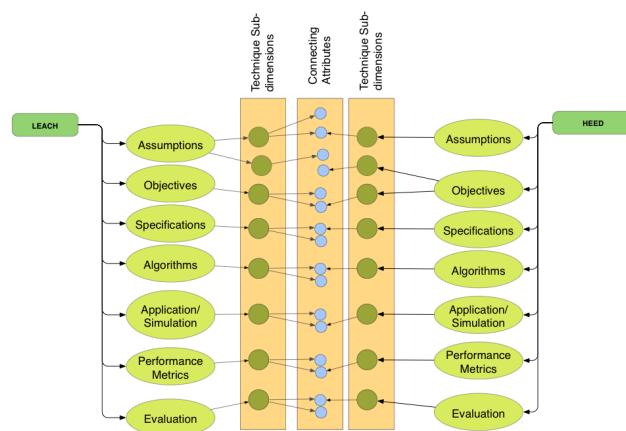 Technique Sub-
dimensions
Connecting
Attributes
Technique Sub-
dimensions
LEACH
HEED
Assumptions
Objectives
Specifications
Algorithms
Application/
Simulation
Performance
Metrics
Evaluation
Assumptions
Objectives
Specifications
Algorithms
Application/
Simulation
Performance
Metrics
Evaluation